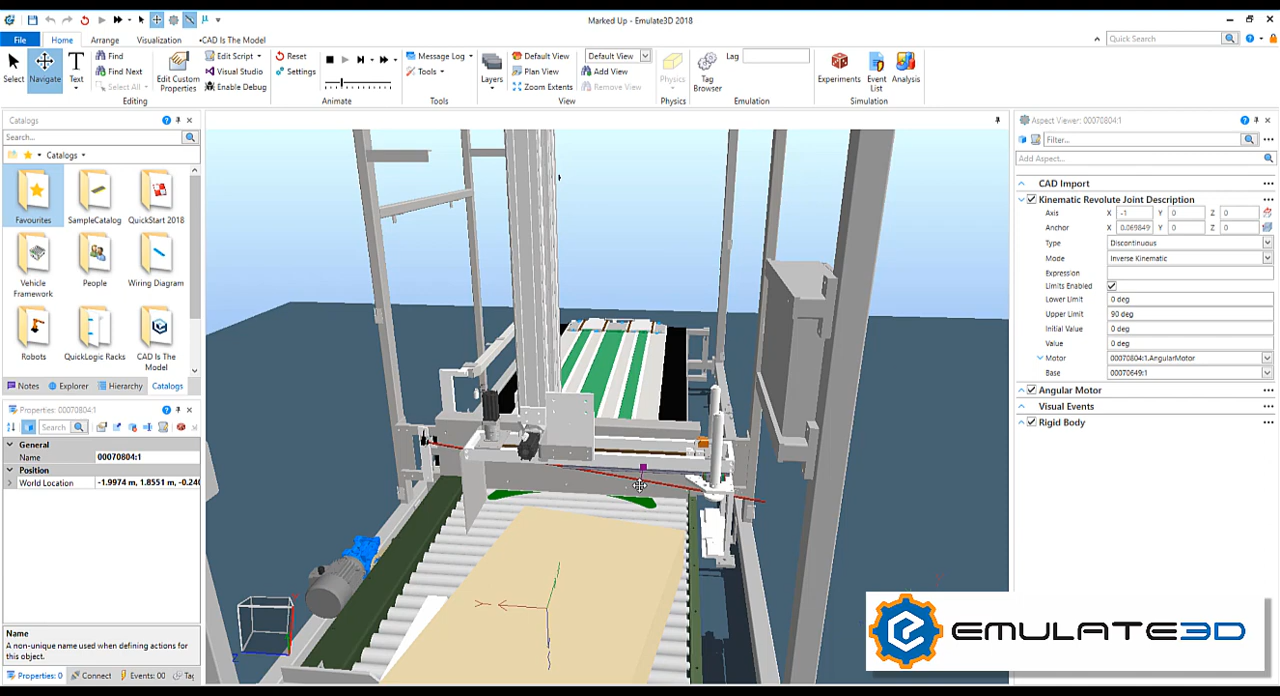 Marked Up - Emulate3D 2018
File Home Arrange Visualization •CAD Is The Model Quick Search
Select Navigate Text
Find
Find Next
Select All
Edit Custom Properties
Edit Script
Visual Studio
Enable Debug
Editing
Reset
Settings
Animate
Message Log
Tools
Tools
Layers
Default View
Plan View
Zoom Extents
Default View
Add View
Remove View
View
Physics
Physics
Tag Browser
Lag
Emulation
Experiments
Event List
Analysis
Simulation
Catalogs
Search...
Catalogs
Favourites SampleCatalog QuickStart 2018
Vehicle Framework People Wiring Diagram
Robots QuickLogic Racks CAD Is The Model
Notes Explorer Hierarchy Catalogs
Properties: 00070804:1
Search
General
Name 00070804:1
Position
World Location -1.9974 m, 1.8551 m, -0.240
Name
A non-unique name used when defining actions for this object.
Properties: 0 Connect Events: 00 Tag
Aspect Viewer: 00070804:1
Filter...
Add Aspect...
CAD Import
Kinematic Revolute Joint Description
Axis X -1 Y 0 Z 0
Anchor X 0.069849 Y 0 Z 0
Type Discontinuous
Mode Inverse Kinematic
Expression
Limits Enabled
Lower Limit 0 deg
Upper Limit 90 deg
Initial Value 0 deg
Value 0 deg
Motor 00070804:1.AngularMotor
Base 00070649:1
Angular Motor
Visual Events
Rigid Body
EMULATE3D